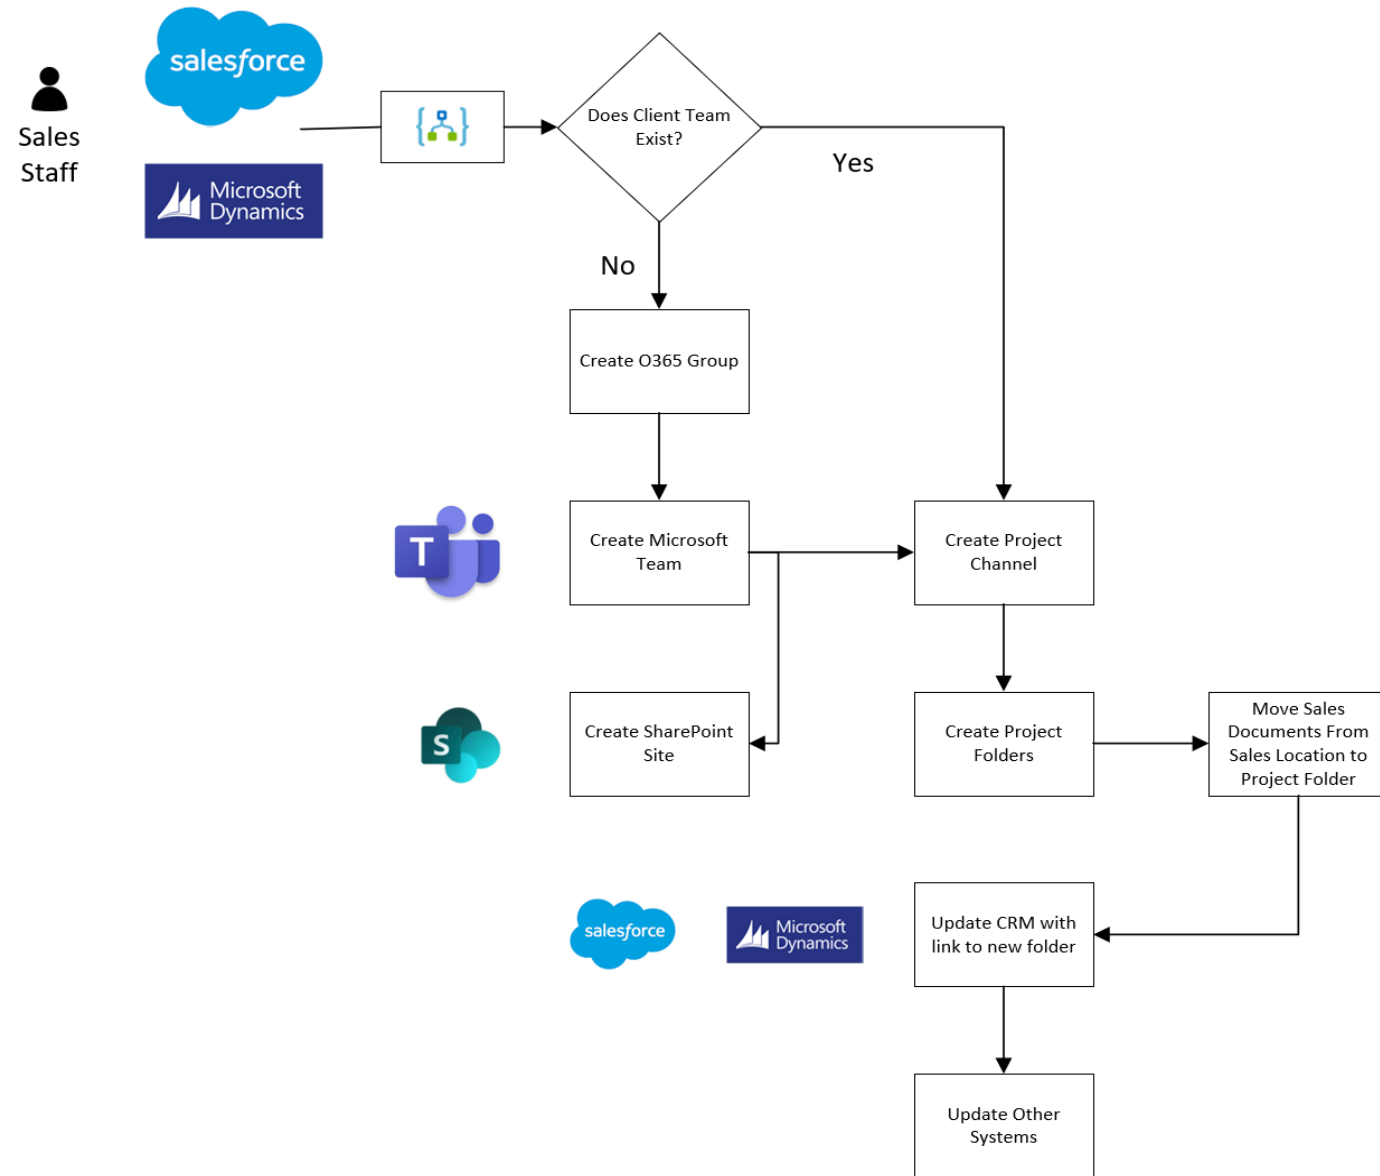 salesforce
Sales
Staff
Microsoft
Dynamics
Does Client Team
Exist?
Yes
No
Create O365 Group
T
Create Microsoft
Team
Create Project
Channel
S
Create SharePoint
Site
Create Project
Folders
Move Sales
Documents From
Sales Location to
Project Folder
salesforce
Microsoft
Dynamics
Update CRM with
link to new folder
Update Other
Systems